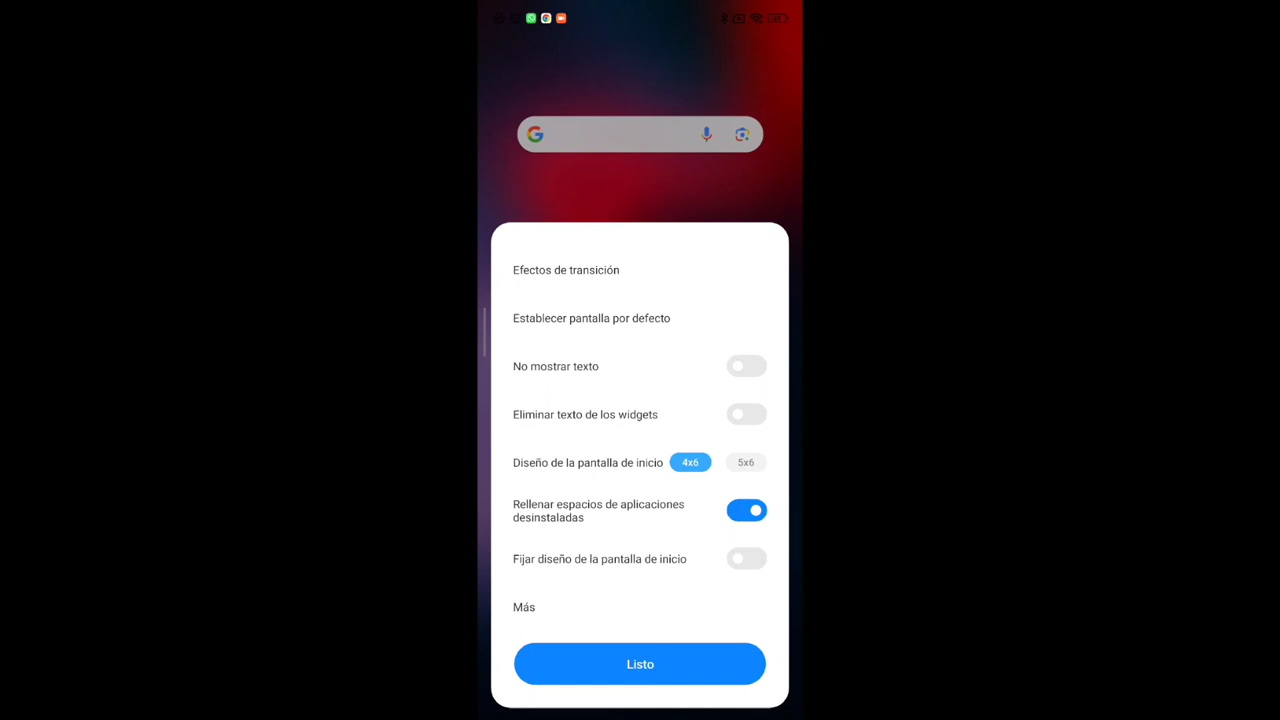 Efectos de transición
Establecer pantalla por defecto
No mostrar texto
Eliminar texto de los widgets
Diseño de la pantalla de inicio 4x6 5x6
Rellenar espacios de aplicaciones
desinstaladas
Fijar diseño de la pantalla de inicio
Más
Listo